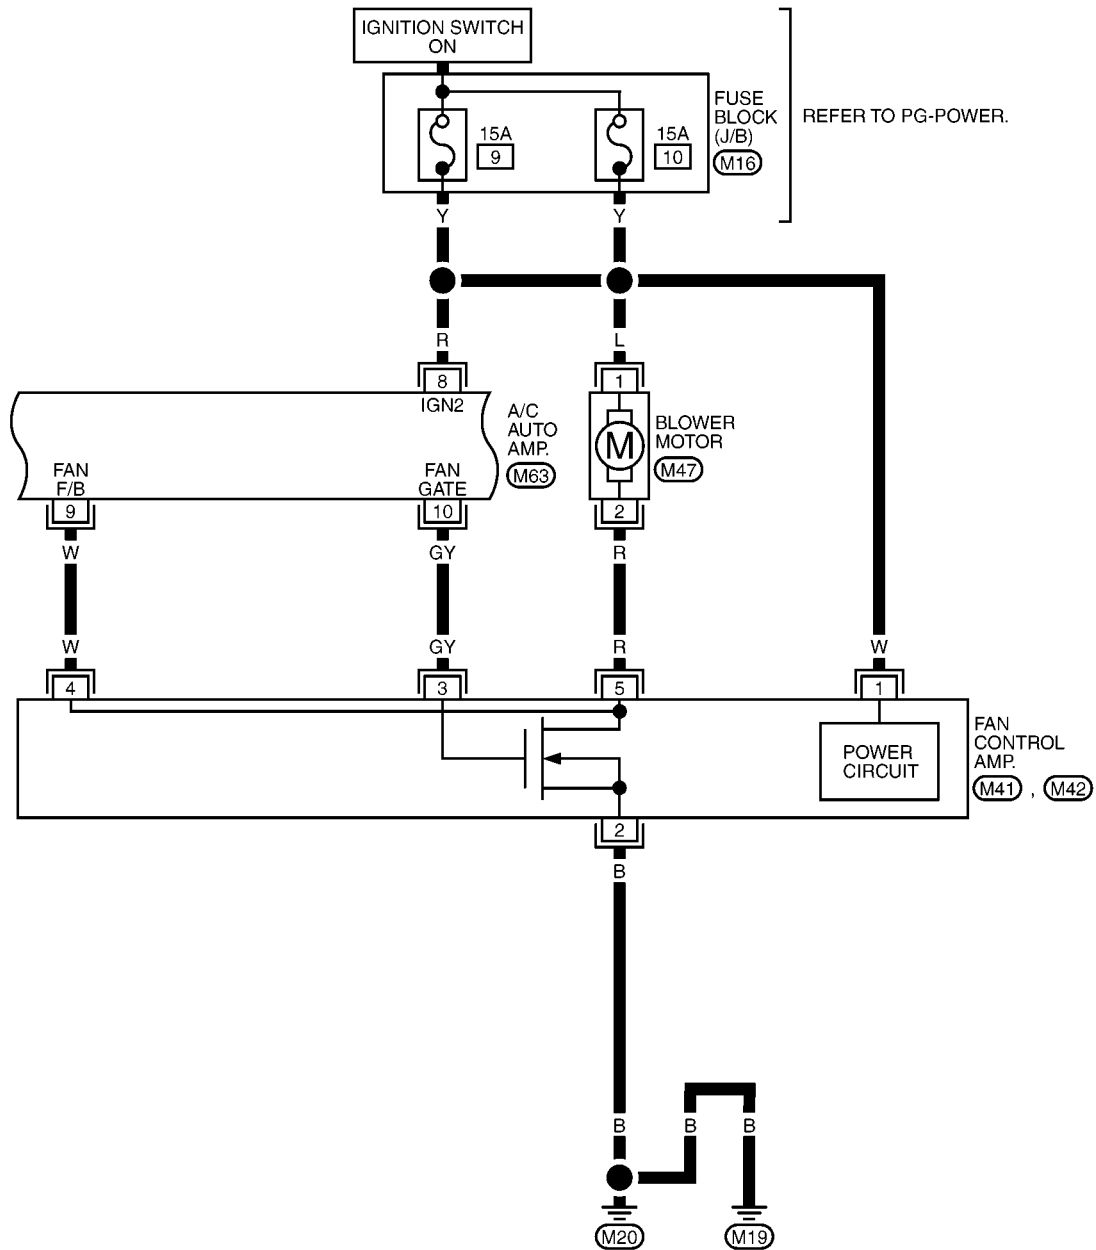 IGNITION SWITCH
ON
FUSE
BLOCK
(J/B)
M16
REFER TO PG-POWER.
15A
9
15A
10
Y
Y
R
L
8
IGN2
1
A/C
AUTO
AMP.
M63
BLOWER
MOTOR
M47
M
FAN
F/B
9
FAN
GATE
10
2
W
GY
R
W
GY
R
W
4
3
5
1
POWER
CIRCUIT
FAN
CONTROL
AMP.
M41 , M42
2
B
B
B
B
M20
M19